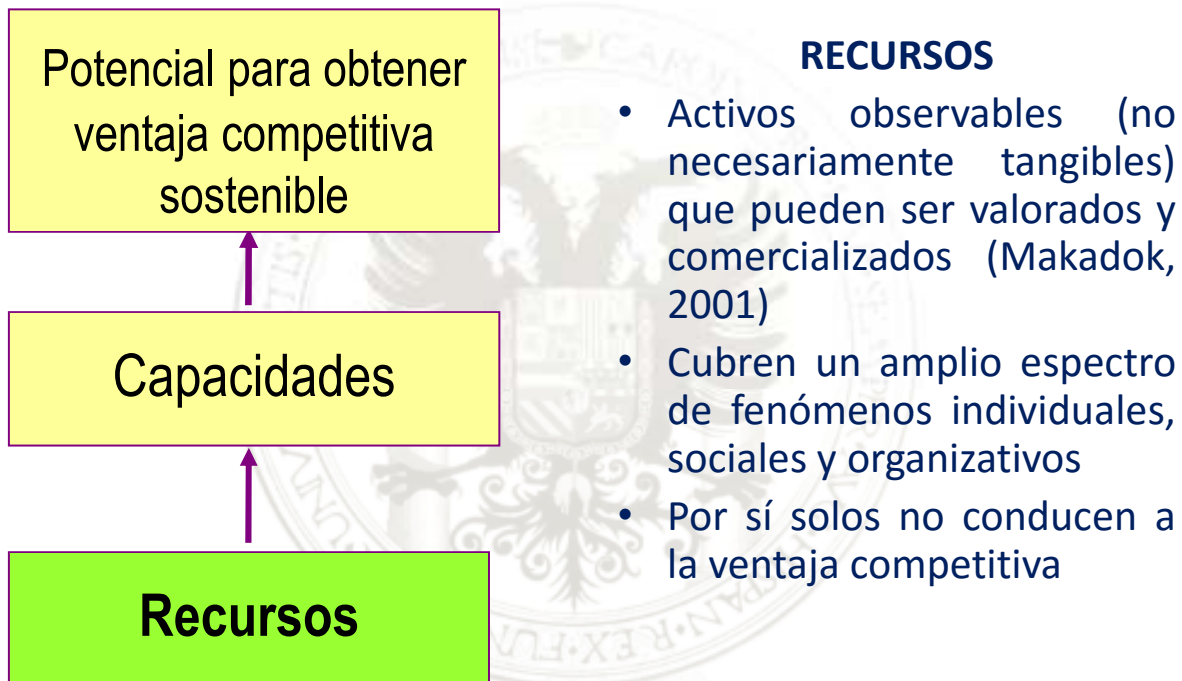 Potencial para obtener
ventaja competitiva
sostenible
Capacidades
Recursos
RECURSOS
• Activos observables (no
necesariamente tangibles)
que pueden ser valorados y
comercializados (Makadok,
2001)
• Cubren un amplio espectro
de fenómenos individuales,
sociales y organizativos
• Por sí solos no conducen a
la ventaja competitiva